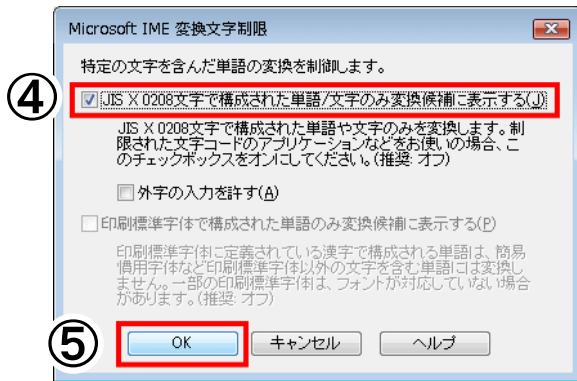 Microsoft IME 変換文字制限
特定の文字を含んだ単語の変換を制御します。
④
JIS X 0208文字で構成された単語/文字のみ変換候補に表示する(J)
JIS X 0208文字で構成された単語や文字のみを変換します。制
限された文字コードのアプリケーションなどをお使いの場合、こ
のチェックボックスをオンにしてください。(推奨: オフ)
外字の入力を許す(A)
印刷標準字体で構成された単語のみ変換候補に表示する(P)
印刷標準字体に定義されている漢字で構成される単語は、簡易
慣用字体など印刷標準字体以外の文字を含む単語には変換し
ません。一部の印刷標準字体は、フォントが対応していない場合
があります。(推奨: オフ)
⑤
OK
キャンセル
ヘルプ